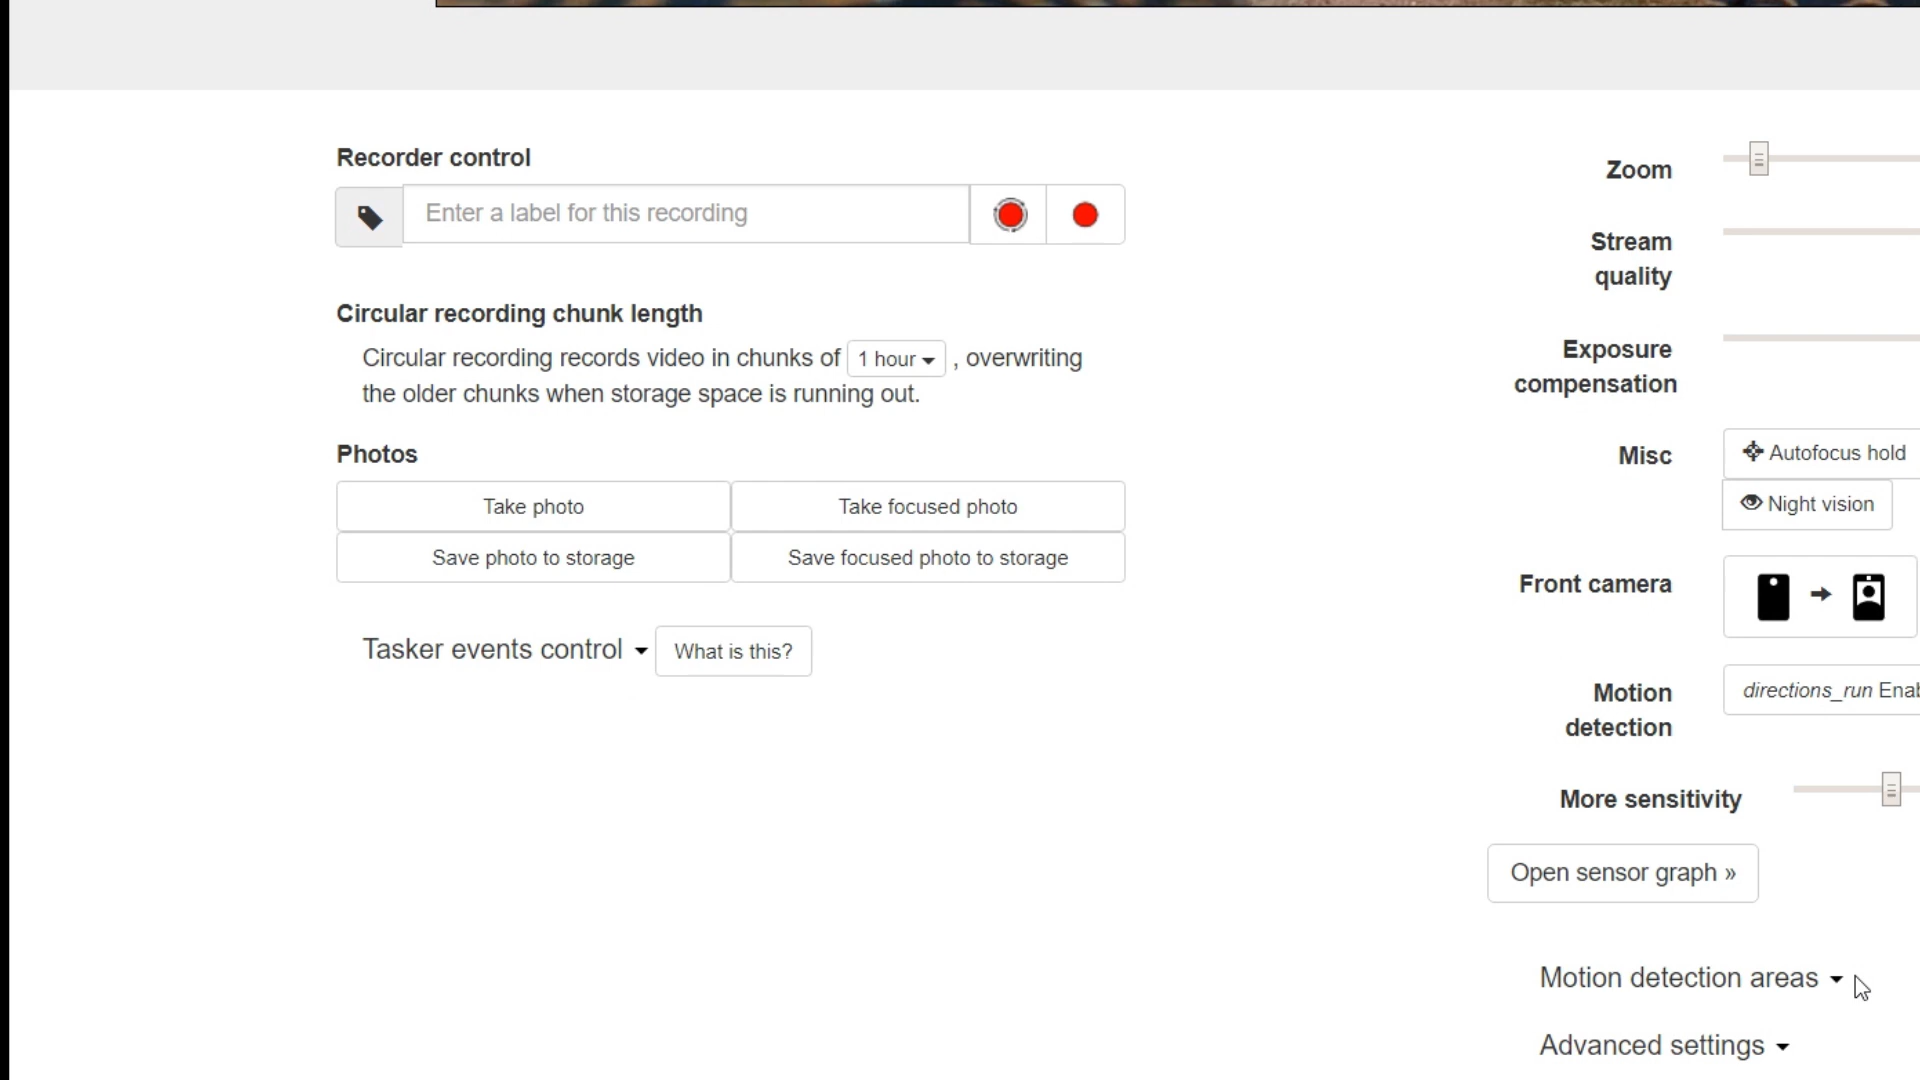 Recorder control
Enter a label for this recording
Circular recording chunk length
Circular recording records video in chunks of 1 hour , overwriting
the older chunks when storage space is running out.
Photos
Take photo
Take focused photo
Save photo to storage
Save focused photo to storage
Tasker events control
What is this?
Zoom
Stream
quality
Exposure
compensation
Misc
Autofocus hold
Night vision
Front camera
Motion
detection
directions_run Enab
More sensitivity
Open sensor graph »
Motion detection areas
Advanced settings